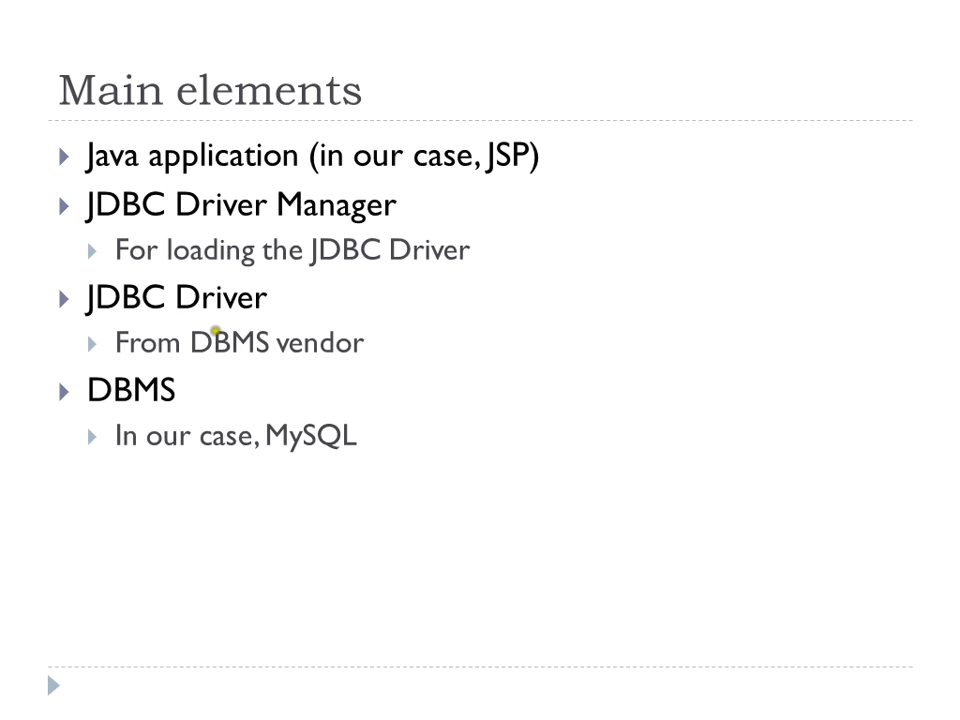 Main elements
Java application (in our case, JSP)
JDBC Driver Manager
For loading the JDBC Driver
JDBC Driver
From DBMS vendor
DBMS
In our case, MySQL